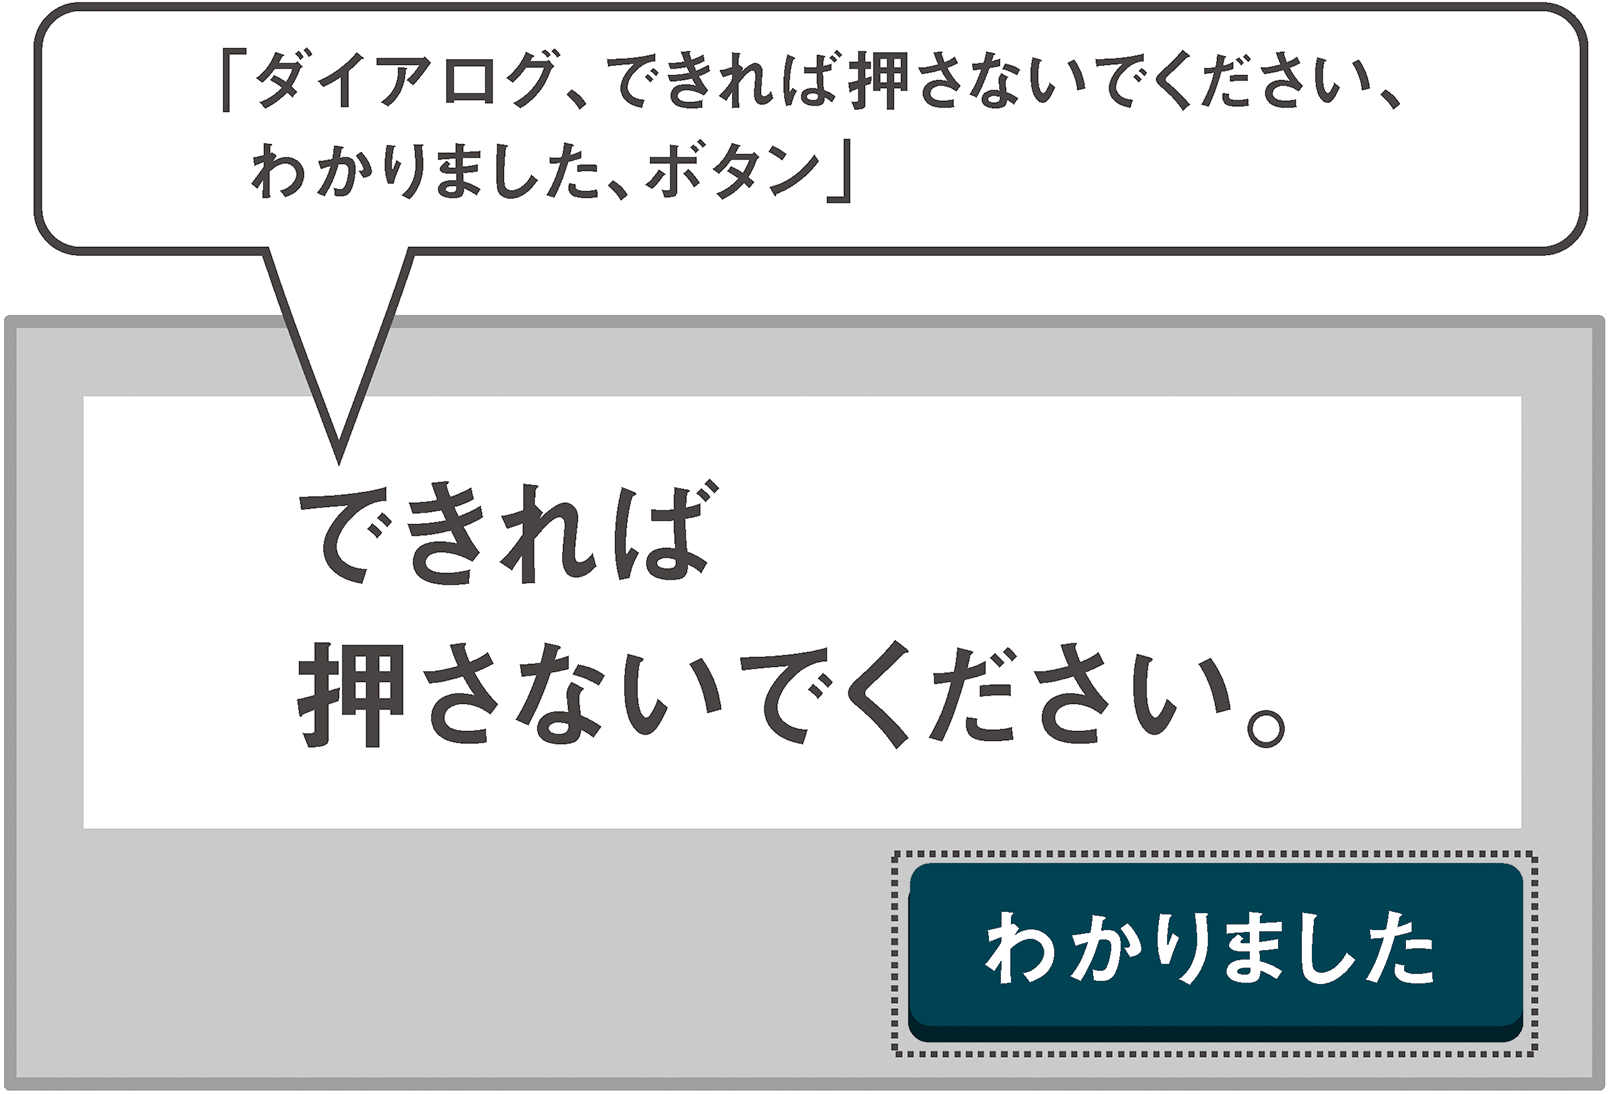 「ダイアログ、できれば押さないでください、
わかりました、ボタン」
できれば
押さないでください。
わかりました